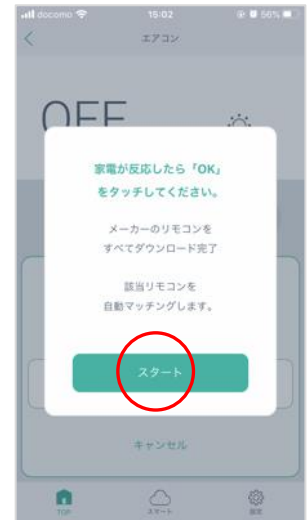 docomo 15:02 56%
エアコン
OFF
家電が反応したら「OK」
をタッチしてください。
メーカーのリモコンを
すべてダウンロード完了
該当リモコンを
自動マッチングします。
スタート
キャンセル
TOP スマート 設定